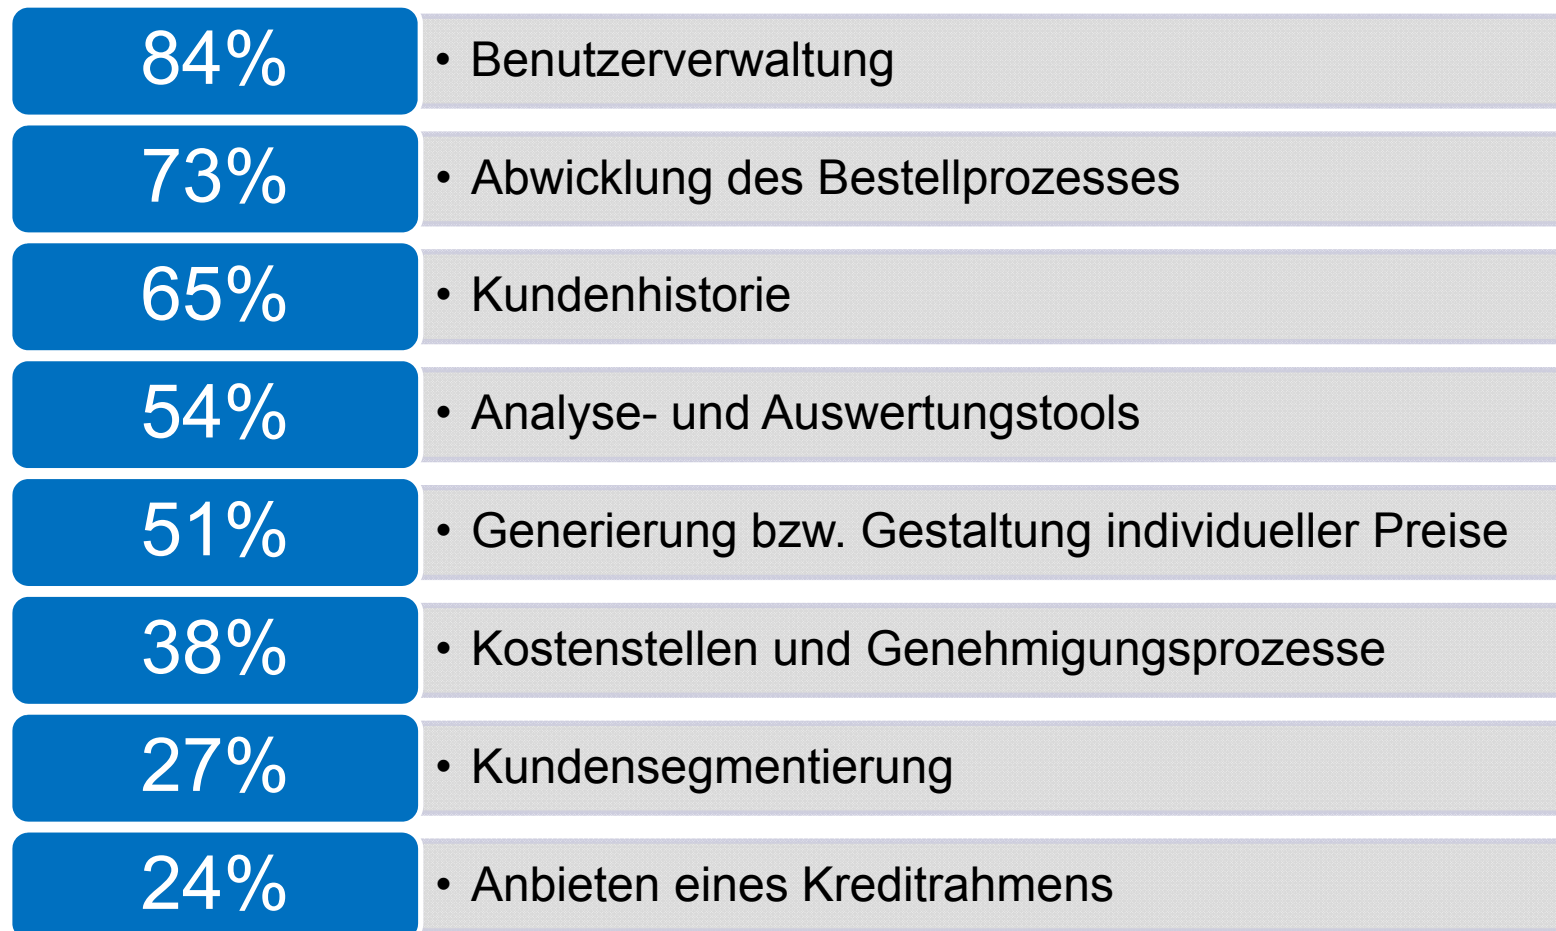 84% • Benutzerverwaltung
73% • Abwicklung des Bestellprozesses
65% • Kundenhistorie
54% • Analyse- und Auswertungstools
51% • Generierung bzw. Gestaltung individueller Preise
38% • Kostenstellen und Genehmigungsprozesse
27% • Kundensegmentierung
24% • Anbieten eines Kreditrahmens